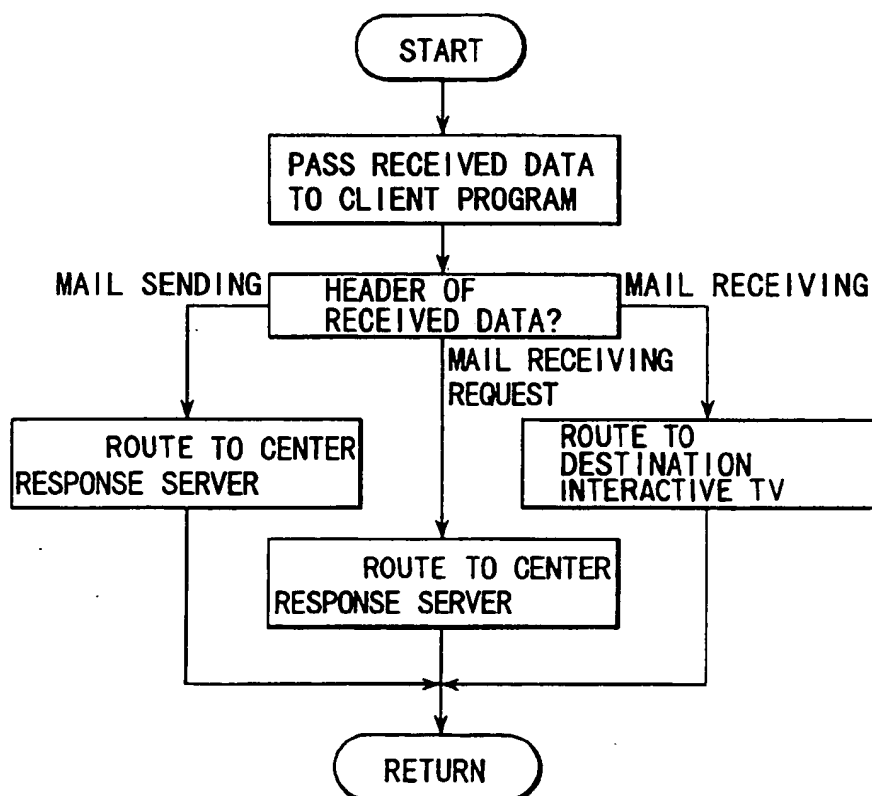 START
PASS RECEIVED DATA
TO CLIENT PROGRAM
MAIL SENDING
HEADER OF
RECEIVED DATA?
MAIL RECEIVING
MAIL RECEIVING
REQUEST
ROUTE TO CENTER
RESPONSE SERVER
ROUTE TO
DESTINATION
INTERACTIVE TV
ROUTE TO CENTER
RESPONSE SERVER
RETURN